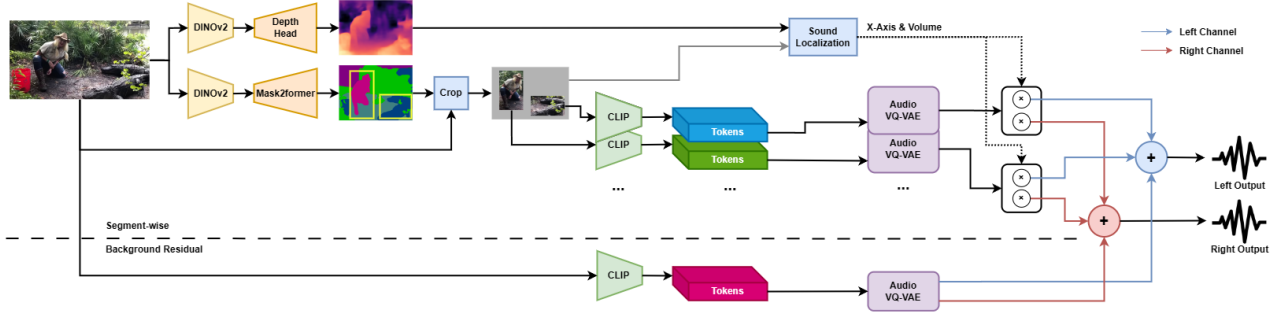 DINOv2
Depth
Head
Sound
Localization
X-Axis & Volume
Left Channel
Right Channel
DINOv2
Mask2former
Crop
CLIP
Tokens
Audio
VQ-VAE
×
×
CLIP
Tokens
Audio
VQ-VAE
×
×
...
...
...
+
Left Output
+
Right Output
Segment-wise
Background Residual
CLIP
Tokens
Audio
VQ-VAE